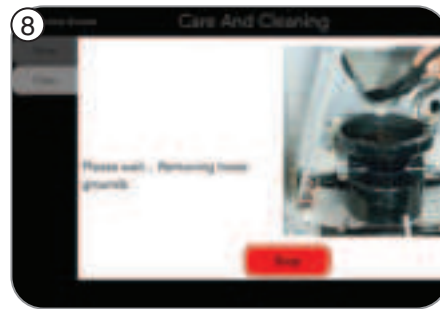 8
Care And Cleaning
Please wait... Removing loose
grounds
Stop